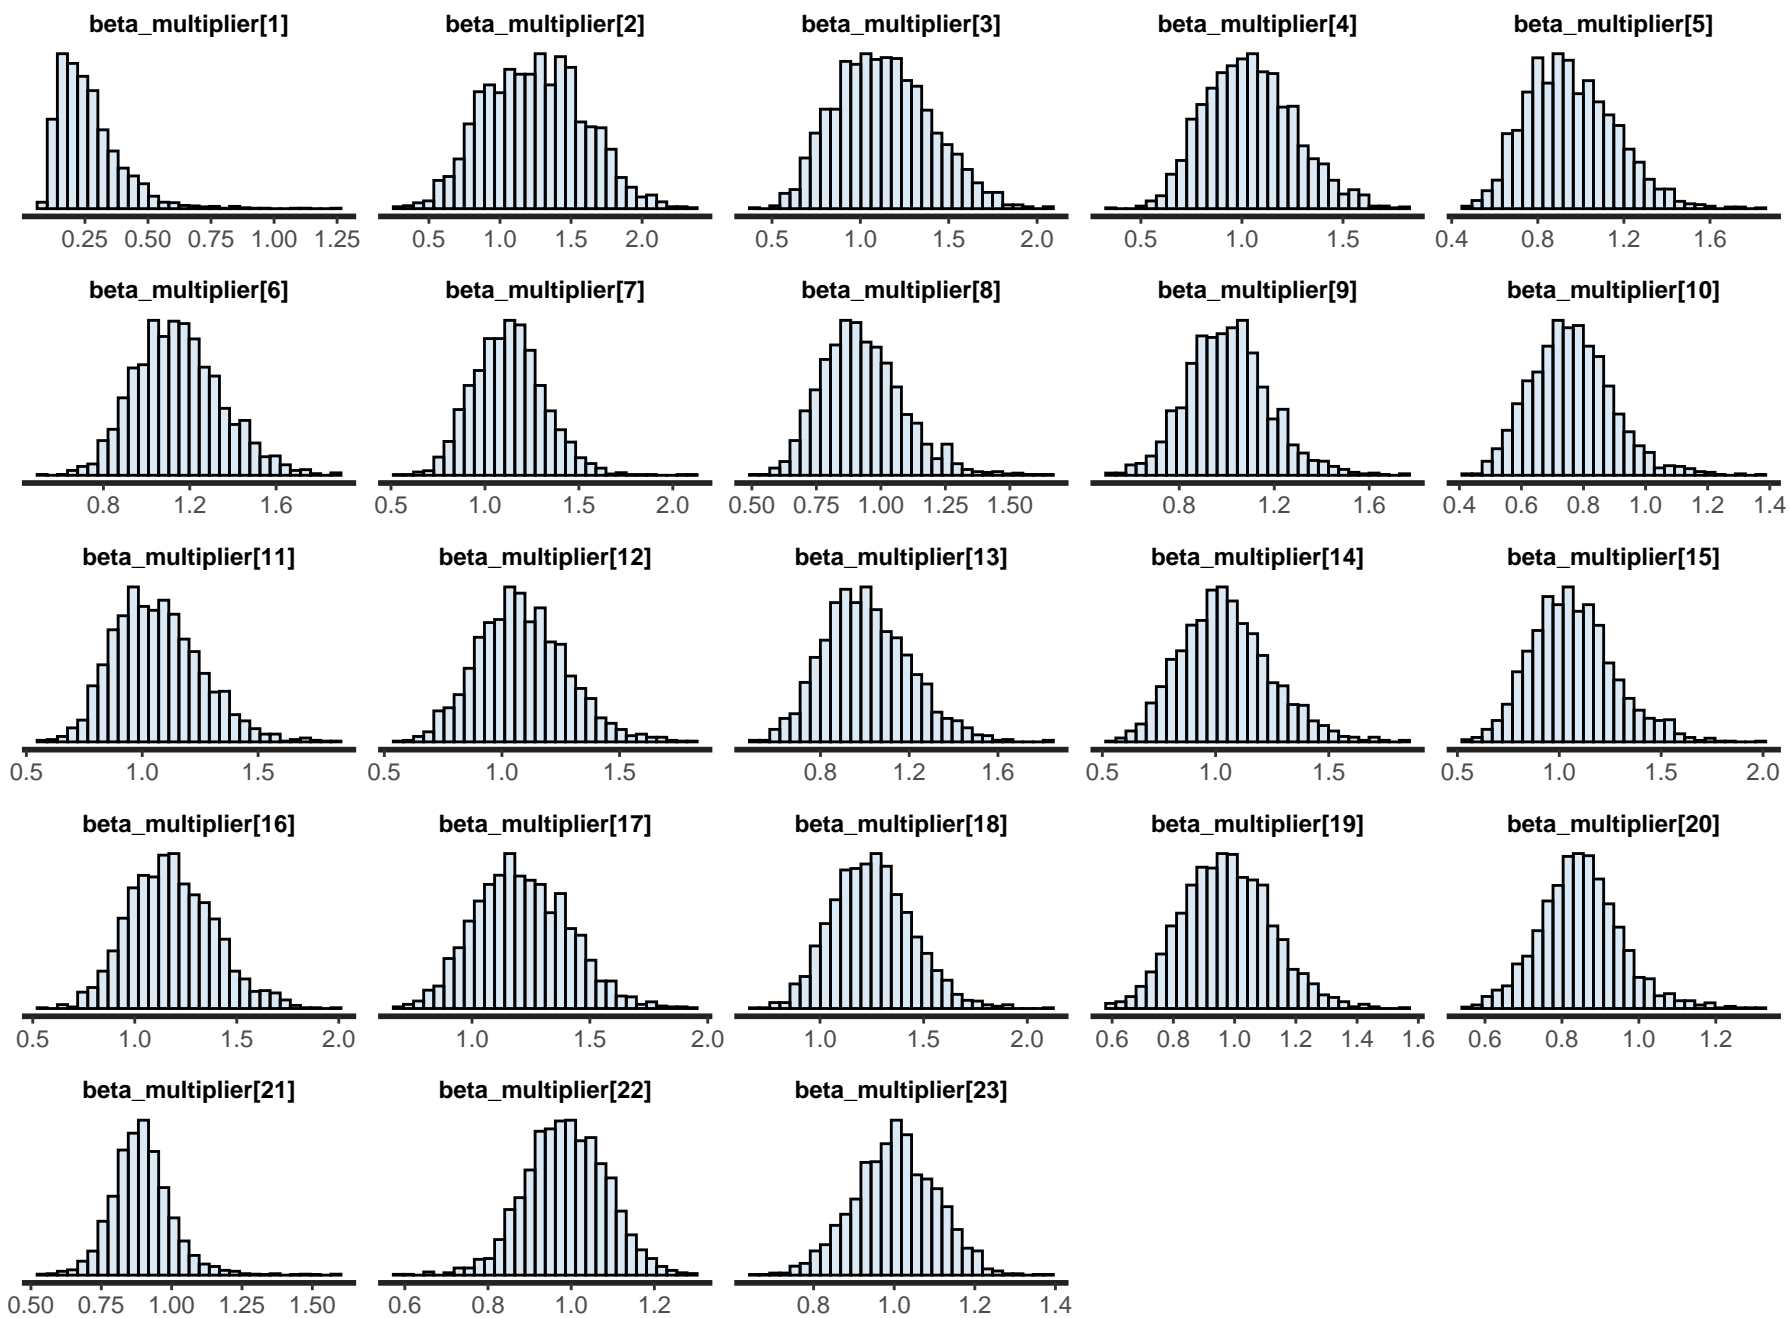 beta_multiplier[1] beta_multiplier[2] beta_multiplier[3] beta_multiplier[4] beta_multiplier[5]
0.25 0.50 0.75 1.00 1.25 0.5 1.0 1.5 2.0 0.5 1.0 1.5 2.0 0.5 1.0 1.5 0.4 0.8 1.2 1.6
beta_multiplier[6] beta_multiplier[7] beta_multiplier[8] beta_multiplier[9] beta_multiplier[10]
0.8 1.2 1.6 0.5 1.0 1.5 2.0 0.50 0.75 1.00 1.25 1.50 0.8 1.2 1.6 0.4 0.6 0.8 1.0 1.2 1.4
beta_multiplier[11] beta_multiplier[12] beta_multiplier[13] beta_multiplier[14] beta_multiplier[15]
0.5 1.0 1.5 0.5 1.0 1.5 0.8 1.2 1.6 0.5 1.0 1.5 0.5 1.0 1.5 2.0
beta_multiplier[16] beta_multiplier[17] beta_multiplier[18] beta_multiplier[19] beta_multiplier[20]
0.5 1.0 1.5 2.0 1.0 1.5 2.0 1.0 1.5 2.0 0.6 0.8 1.0 1.2 1.4 1.6 0.6 0.8 1.0 1.2
beta_multiplier[21] beta_multiplier[22] beta_multiplier[23]
0.50 0.75 1.00 1.25 1.50 0.6 0.8 1.0 1.2 0.8 1.0 1.2 1.4